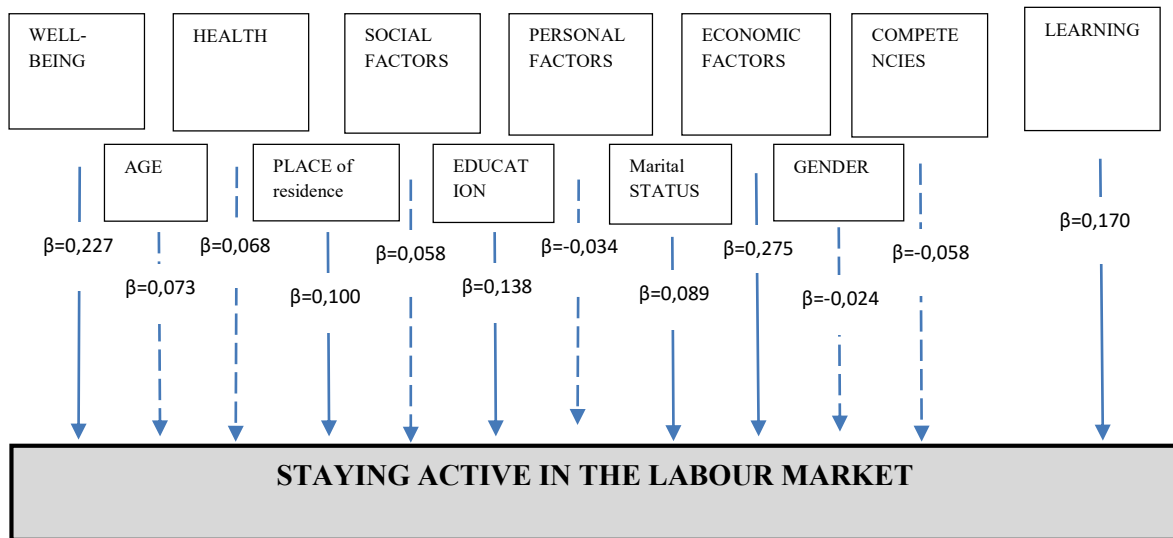 WELL-
BEING
HEALTH
SOCIAL
FACTORS
PERSONAL
FACTORS
ECONOMIC
FACTORS
COMPETE
NCIES
LEARNING
AGE
PLACE of
residence
EDUCAT
ION
Marital
STATUS
GENDER
β=0,227
β=0,073
β=0,068
β=0,100
β=0,058
β=0,138
β=-0,034
β=0,089
β=0,275
β=-0,024
β=-0,058
β=0,170
STAYING ACTIVE IN THE LABOUR MARKET